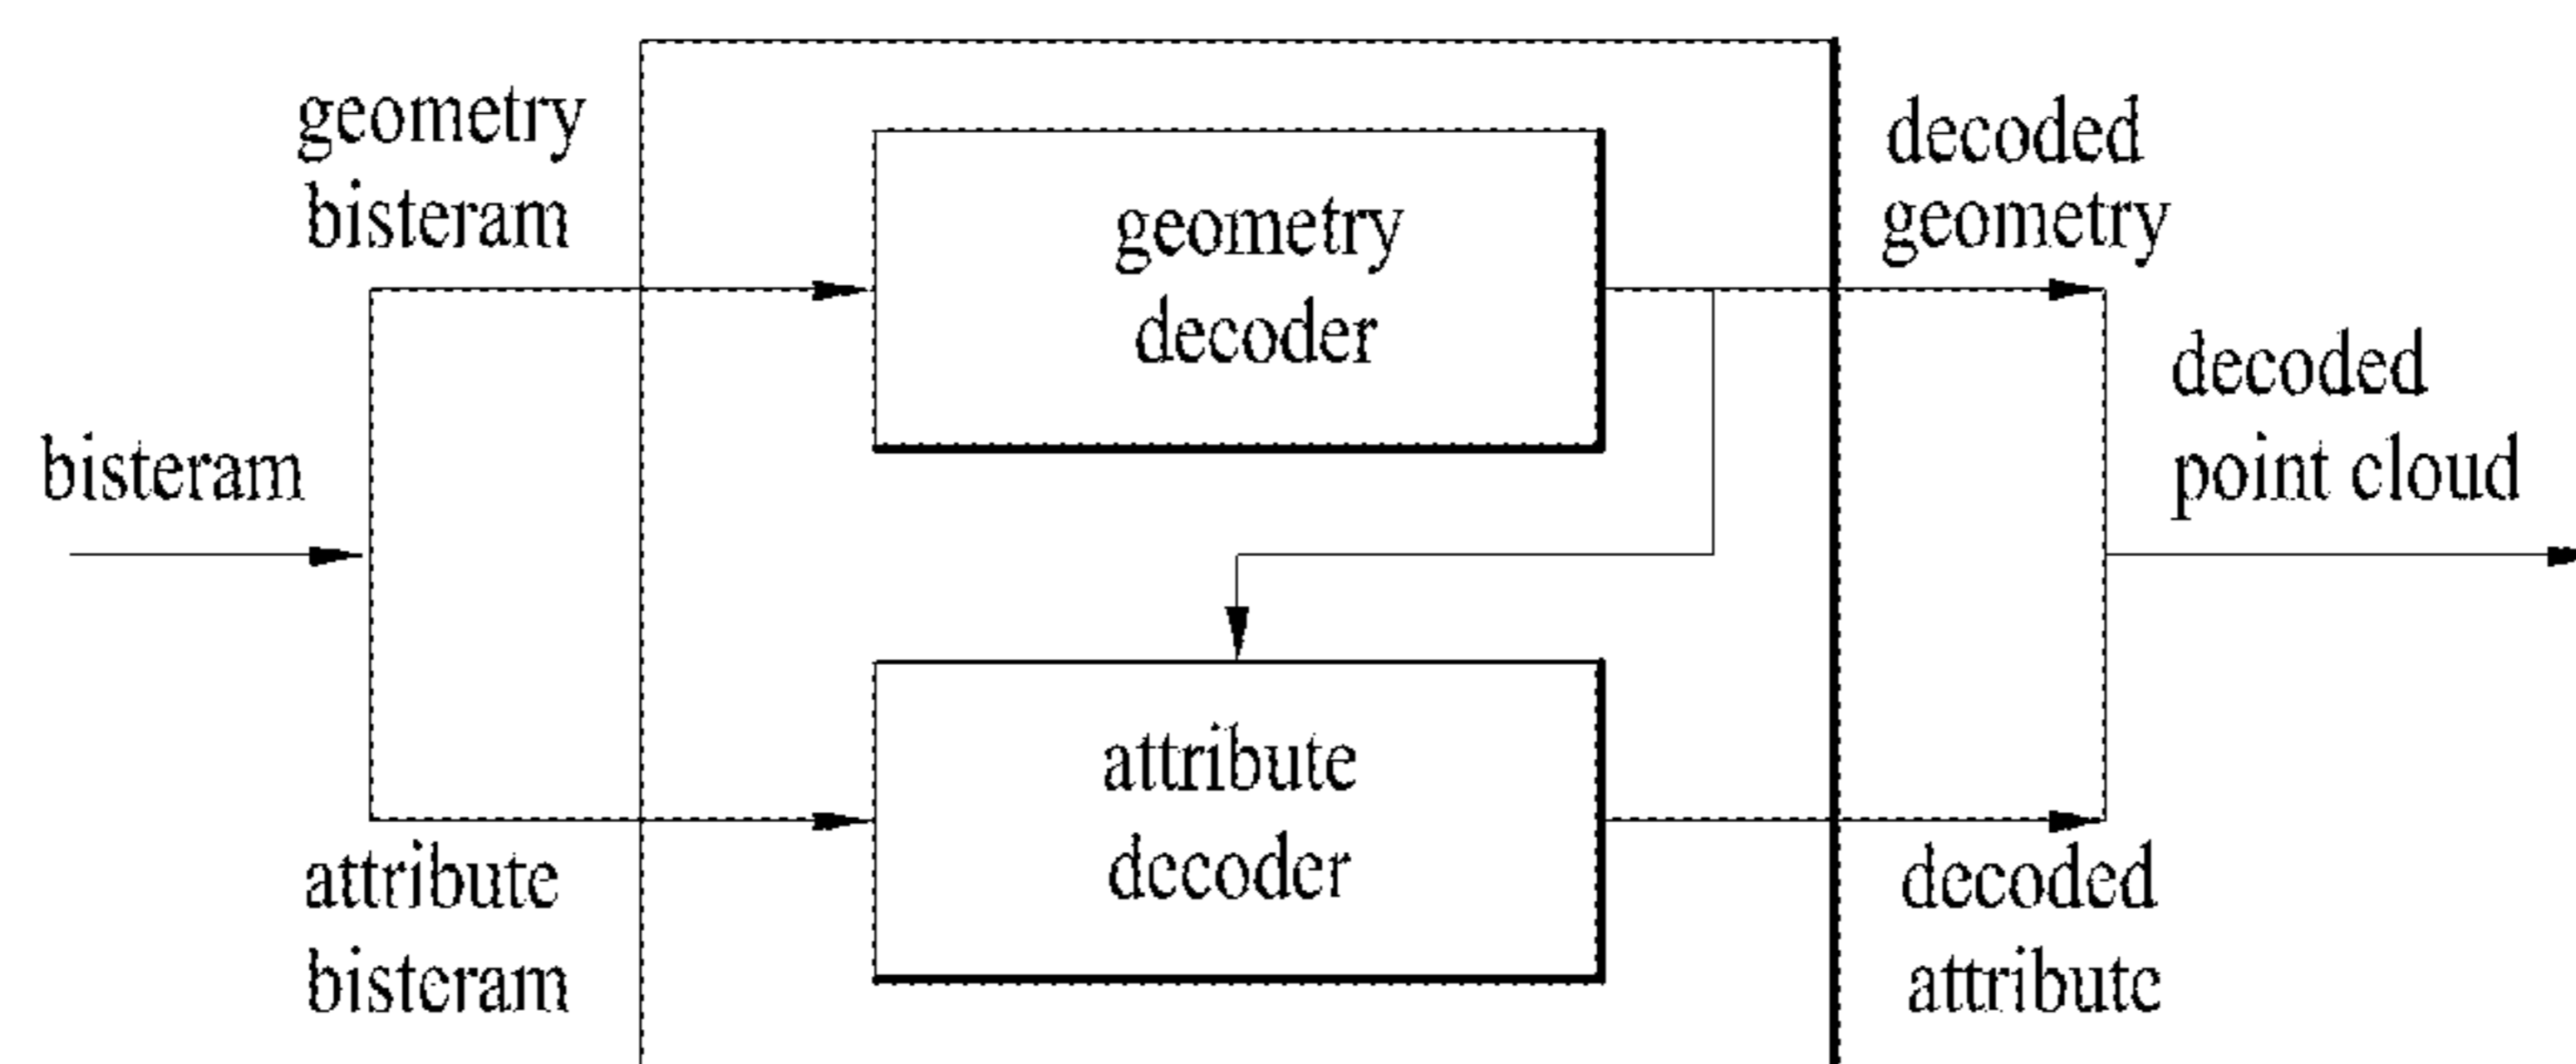 geometry
bisteram
geometry
decoder
decoded
geometry
bisteram
decoded
point cloud
attribute
decoder
attribute
bisteram
decoded
attribute